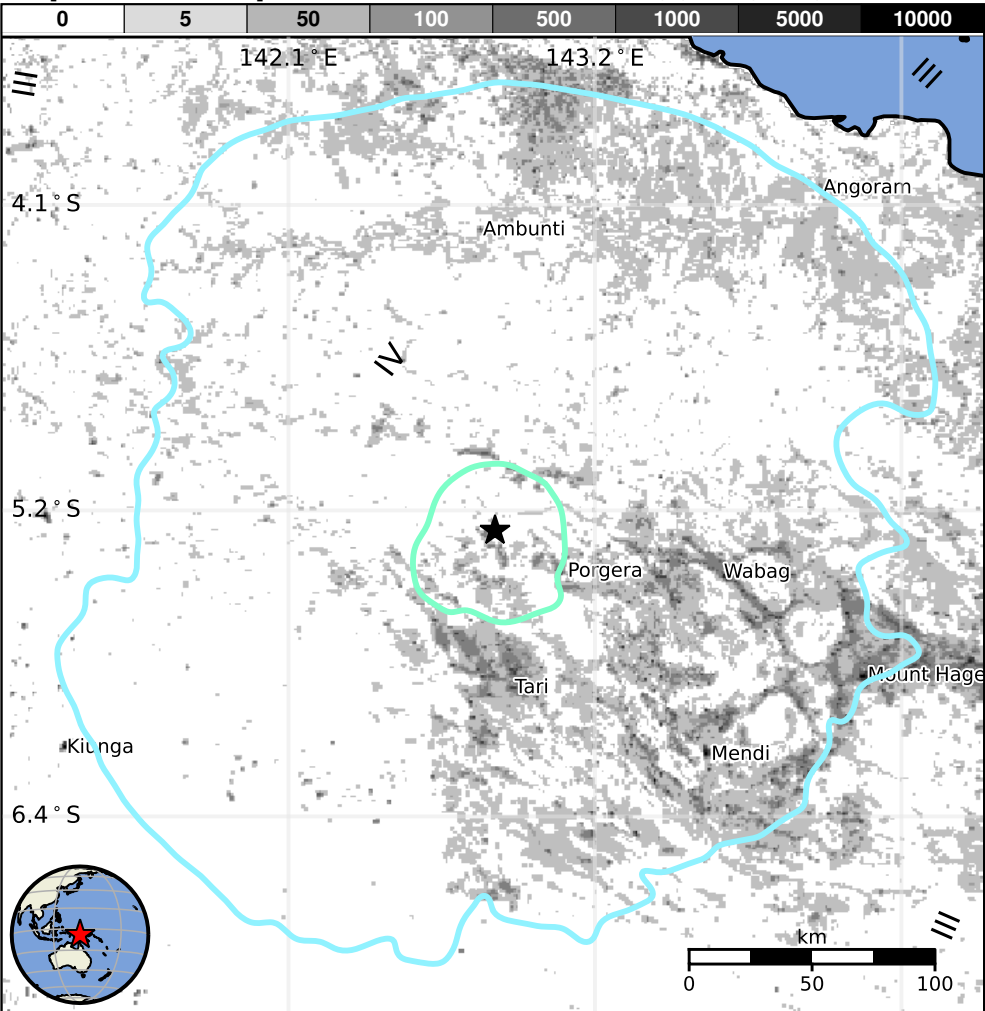 0 5 50 100 500 1000 5000 10000
142.1°E 143.2°E
III III
Angoram
4.1°S
Ambunti
IV
5.2°S
Porgera Wabag
Mount Hage
Tari
Kiunga Mendi
6.4°S
III
km
0 50 100